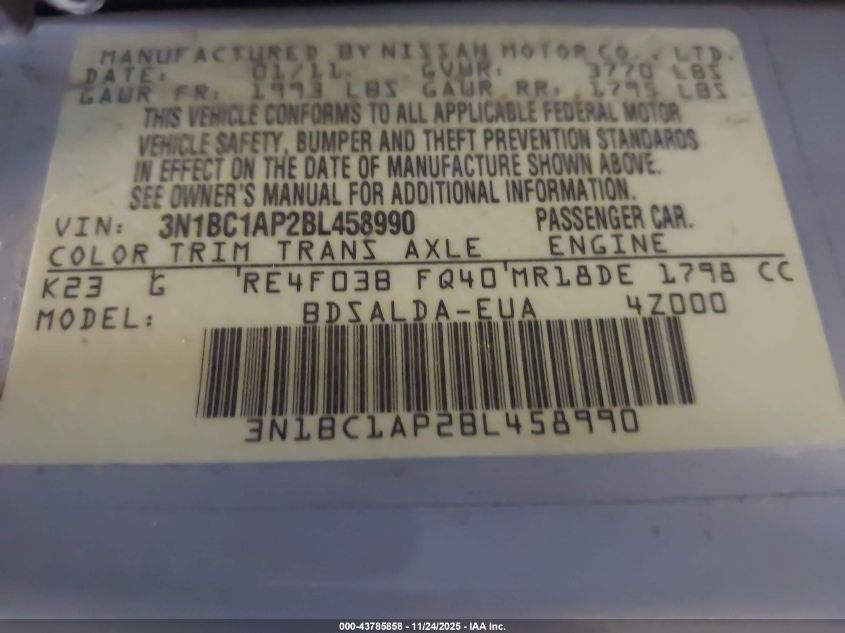 MANUFACTURED BY NISSAN MOTOR CO., LTD.
DATE: 01/11. GVWR: 3770 LBS
GAWR FR: 1993 LBS GAWR RR: 1795 LBS
THIS VEHICLE CONFORMS TO ALL APPLICABLE FEDERAL MOTOR
VEHICLE SAFETY, BUMPER AND THEFT PREVENTION STANDARDS
IN EFFECT ON THE DATE OF MANUFACTURE SHOWN ABOVE.
SEE OWNER'S MANUAL FOR ADDITIONAL INFORMATION.
VIN: 3N1BC1AP2BL458990 PASSENGER CAR.
COLOR TRIM TRANS AXLE ENGINE
K23 G 'RE4F03B FQ40'MR18DE 1798 CC
MODEL: BDSALDA-EUA 4Z000
3N1BC1AP2BL458990
000-43785858 - 11/24/2025 - IAA Inc.